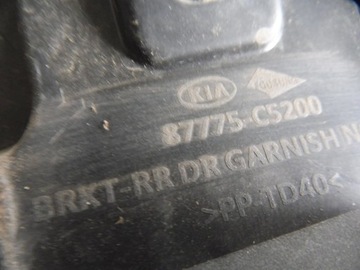 KIA
87775-C5200
BRKT-RR DR GARNISH
>PP-TD40<